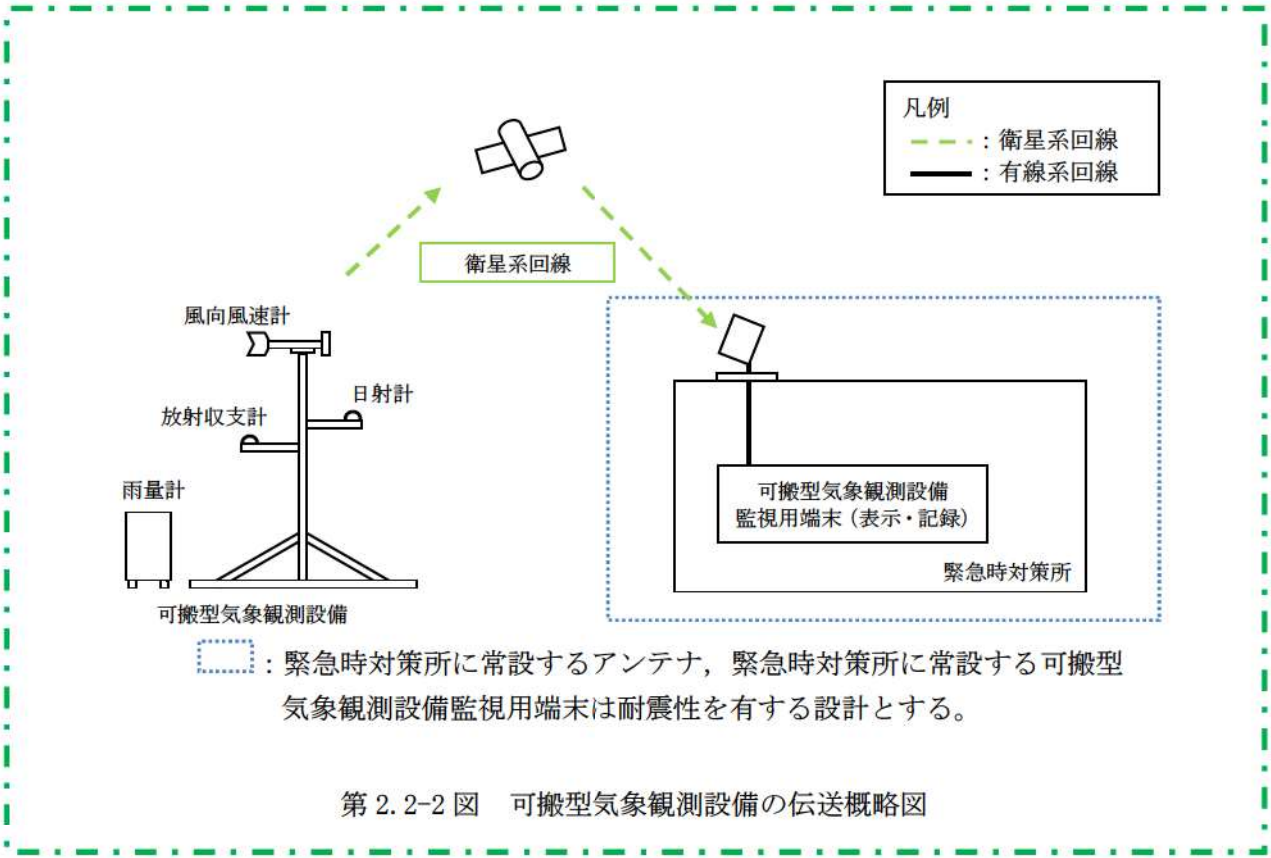 凡例
：衛星系回線
：有線系回線
衛星系回線
風向風速計
日射計
放射収支計
雨量計
可搬型気象観測設備
可搬型気象観測設備
監視用端末（表示・記録）
緊急時対策所
：緊急時対策所に常設するアンテナ，緊急時対策所に常設する可搬型
気象観測設備監視用端末は耐震性を有する設計とする。
第 2.2-2 図　可搬型気象観測設備の伝送概略図